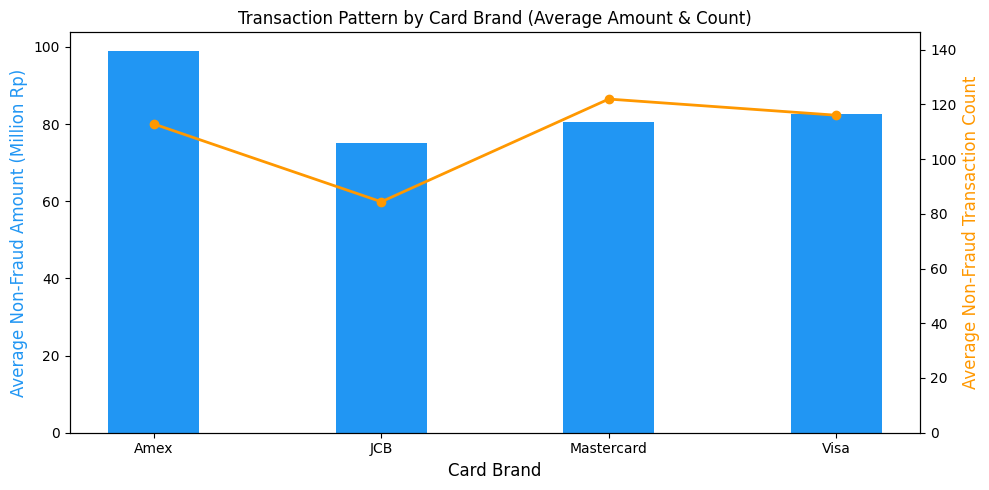 Transaction Pattern by Card Brand (Average Amount & Count)
Average Non-Fraud Amount (Million Rp)
100
80
60
40
20
0
140
120
100
80
60
40
20
0
Average Non-Fraud Transaction Count
Amex
JCB
Mastercard
Visa
Card Brand